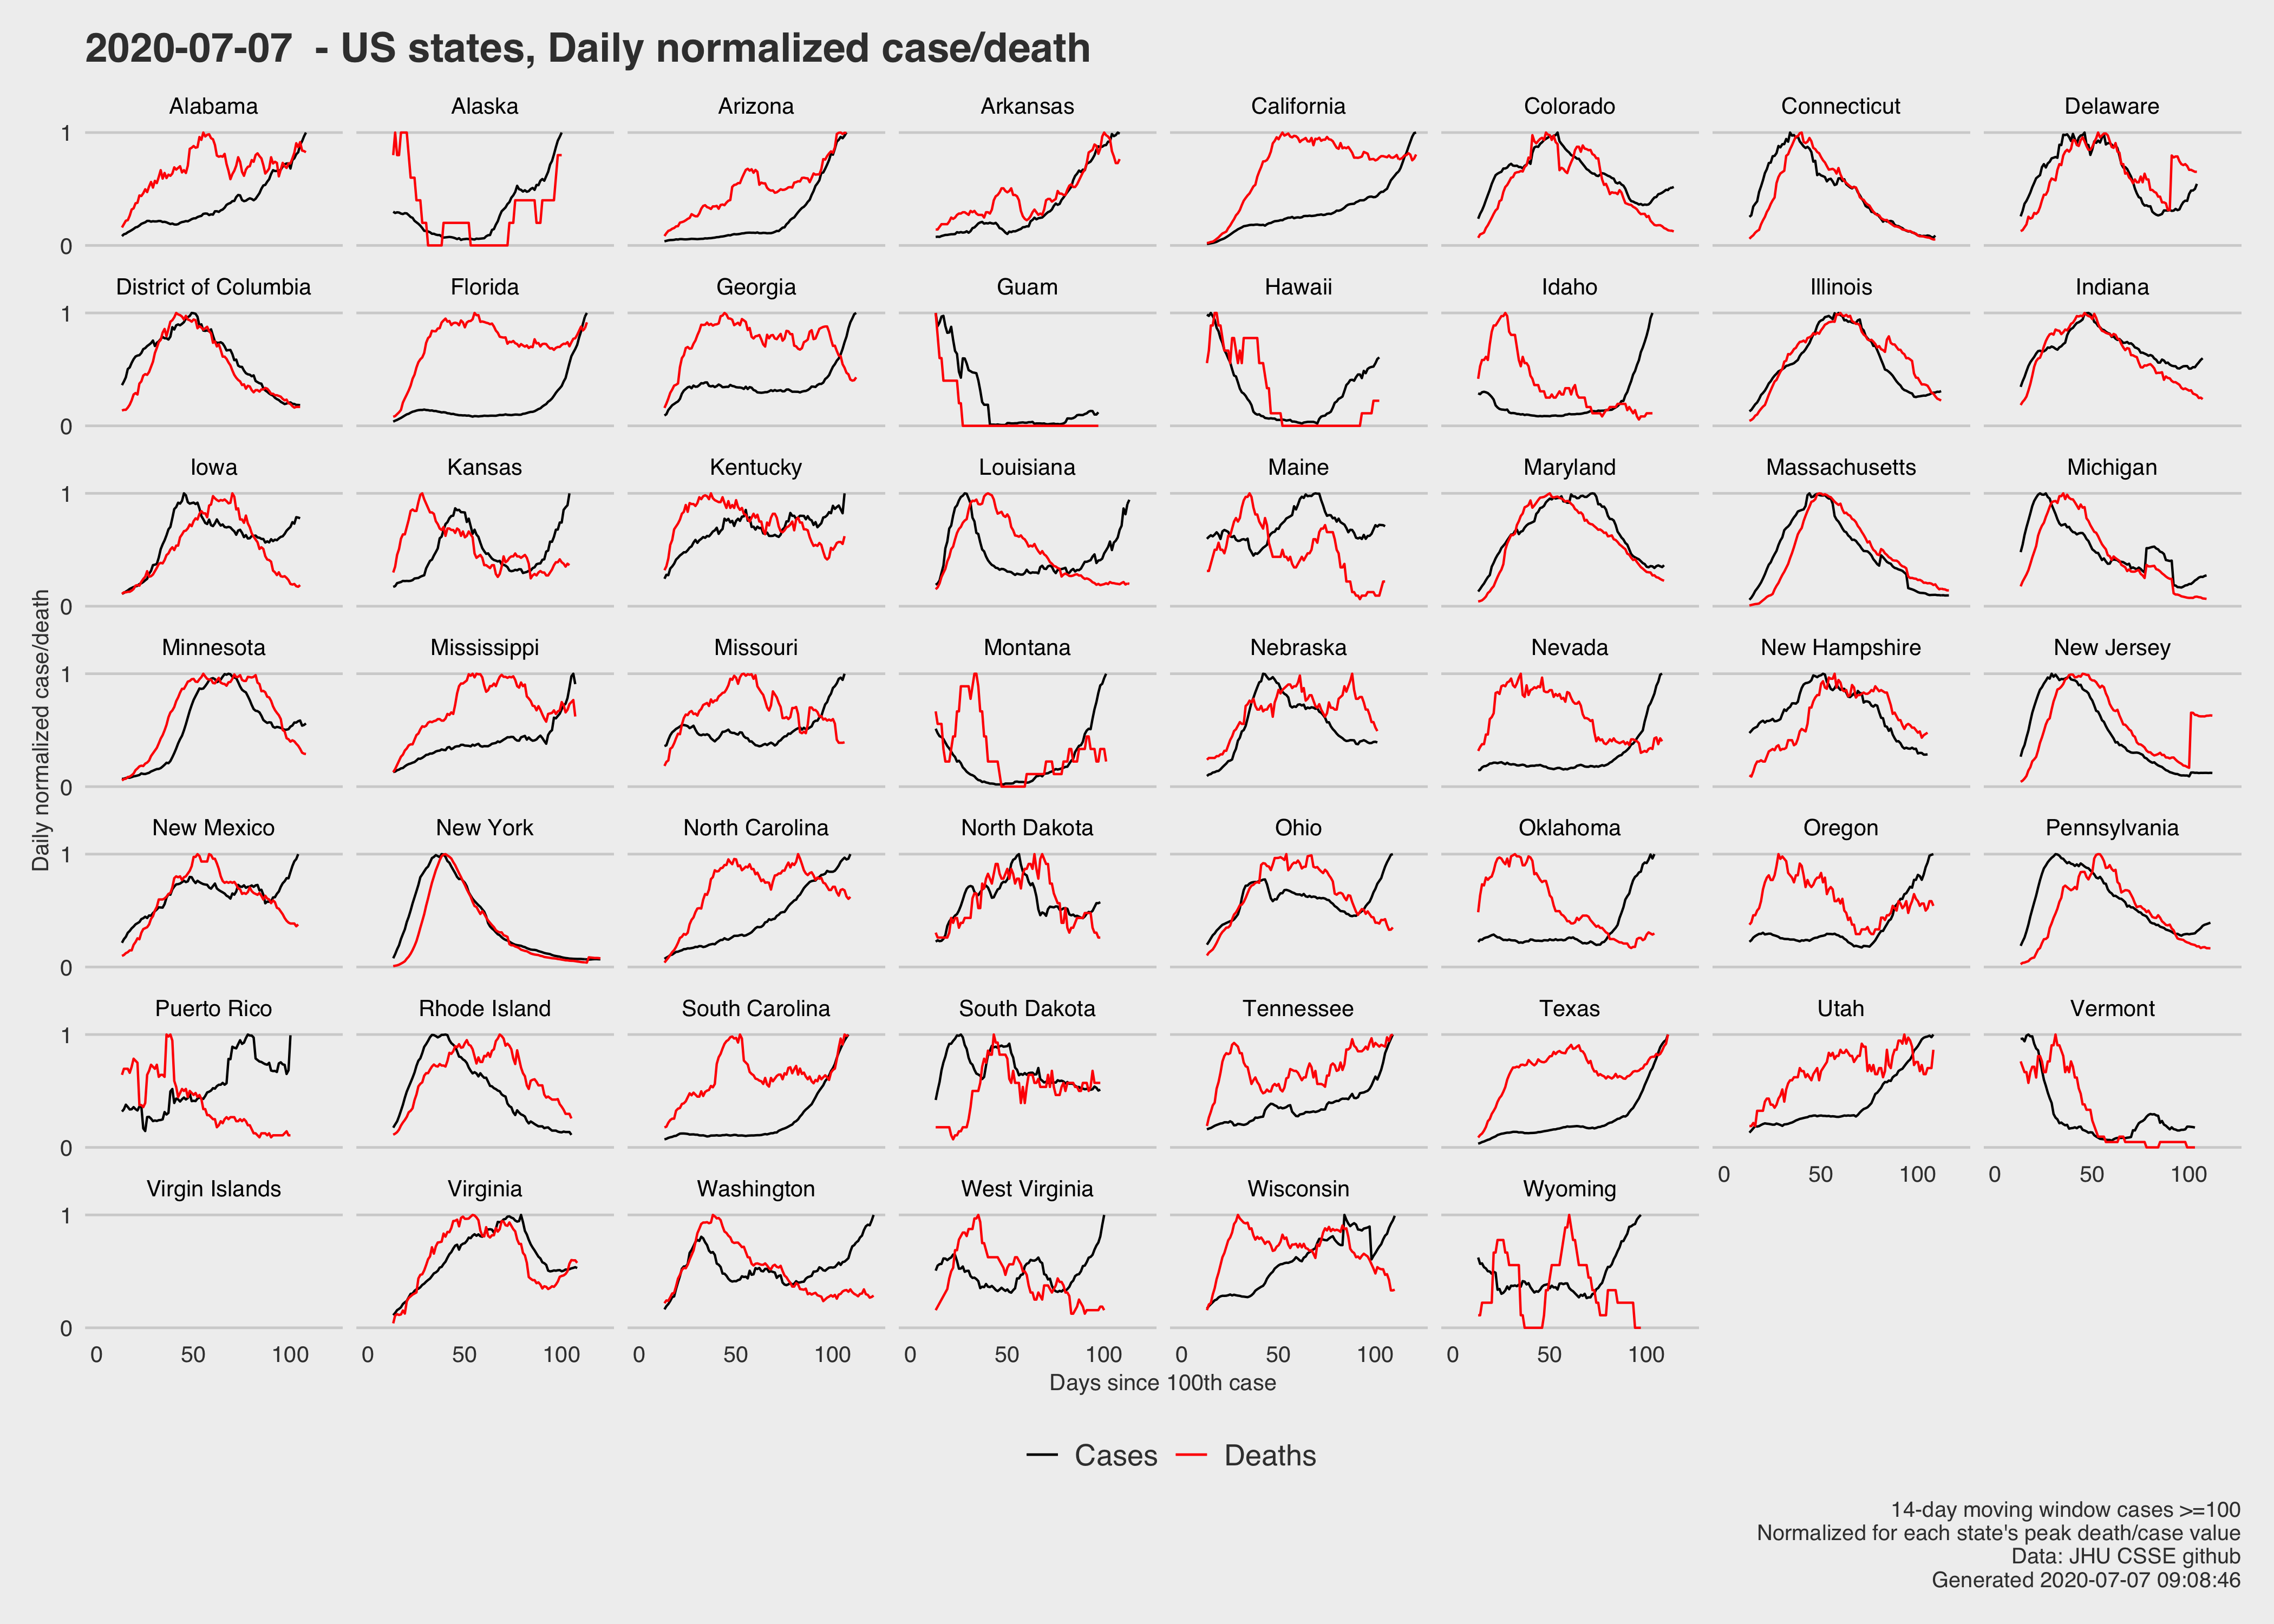 2020-07-07  - US states, Daily normalized case/death
Alabama Alaska Arizona Arkansas California Colorado Connecticut Delaware
1
0
District of Columbia Florida Georgia Guam Hawaii Idaho Illinois Indiana
1
0
Iowa Kansas Kentucky Louisiana Maine Maryland Massachusetts Michigan
1
0
Daily normalized case/death
Minnesota Mississippi Missouri Montana Nebraska Nevada New Hampshire New Jersey
1
0
New Mexico New York North Carolina North Dakota Ohio Oklahoma Oregon Pennsylvania
1
0
Puerto Rico Rhode Island South Carolina South Dakota Tennessee Texas Utah Vermont
1
0
0 50 100 0 50 100
Virgin Islands Virginia Washington West Virginia Wisconsin Wyoming
1
0
0 50 100 0 50 100 0 50 100 0 50 100 0 50 100 0 50 100
Days since 100th case
Cases Deaths
14-day moving window cases >=100
Normalized for each state's peak death/case value
Data: JHU CSSE github
Generated 2020-07-07 09:08:46